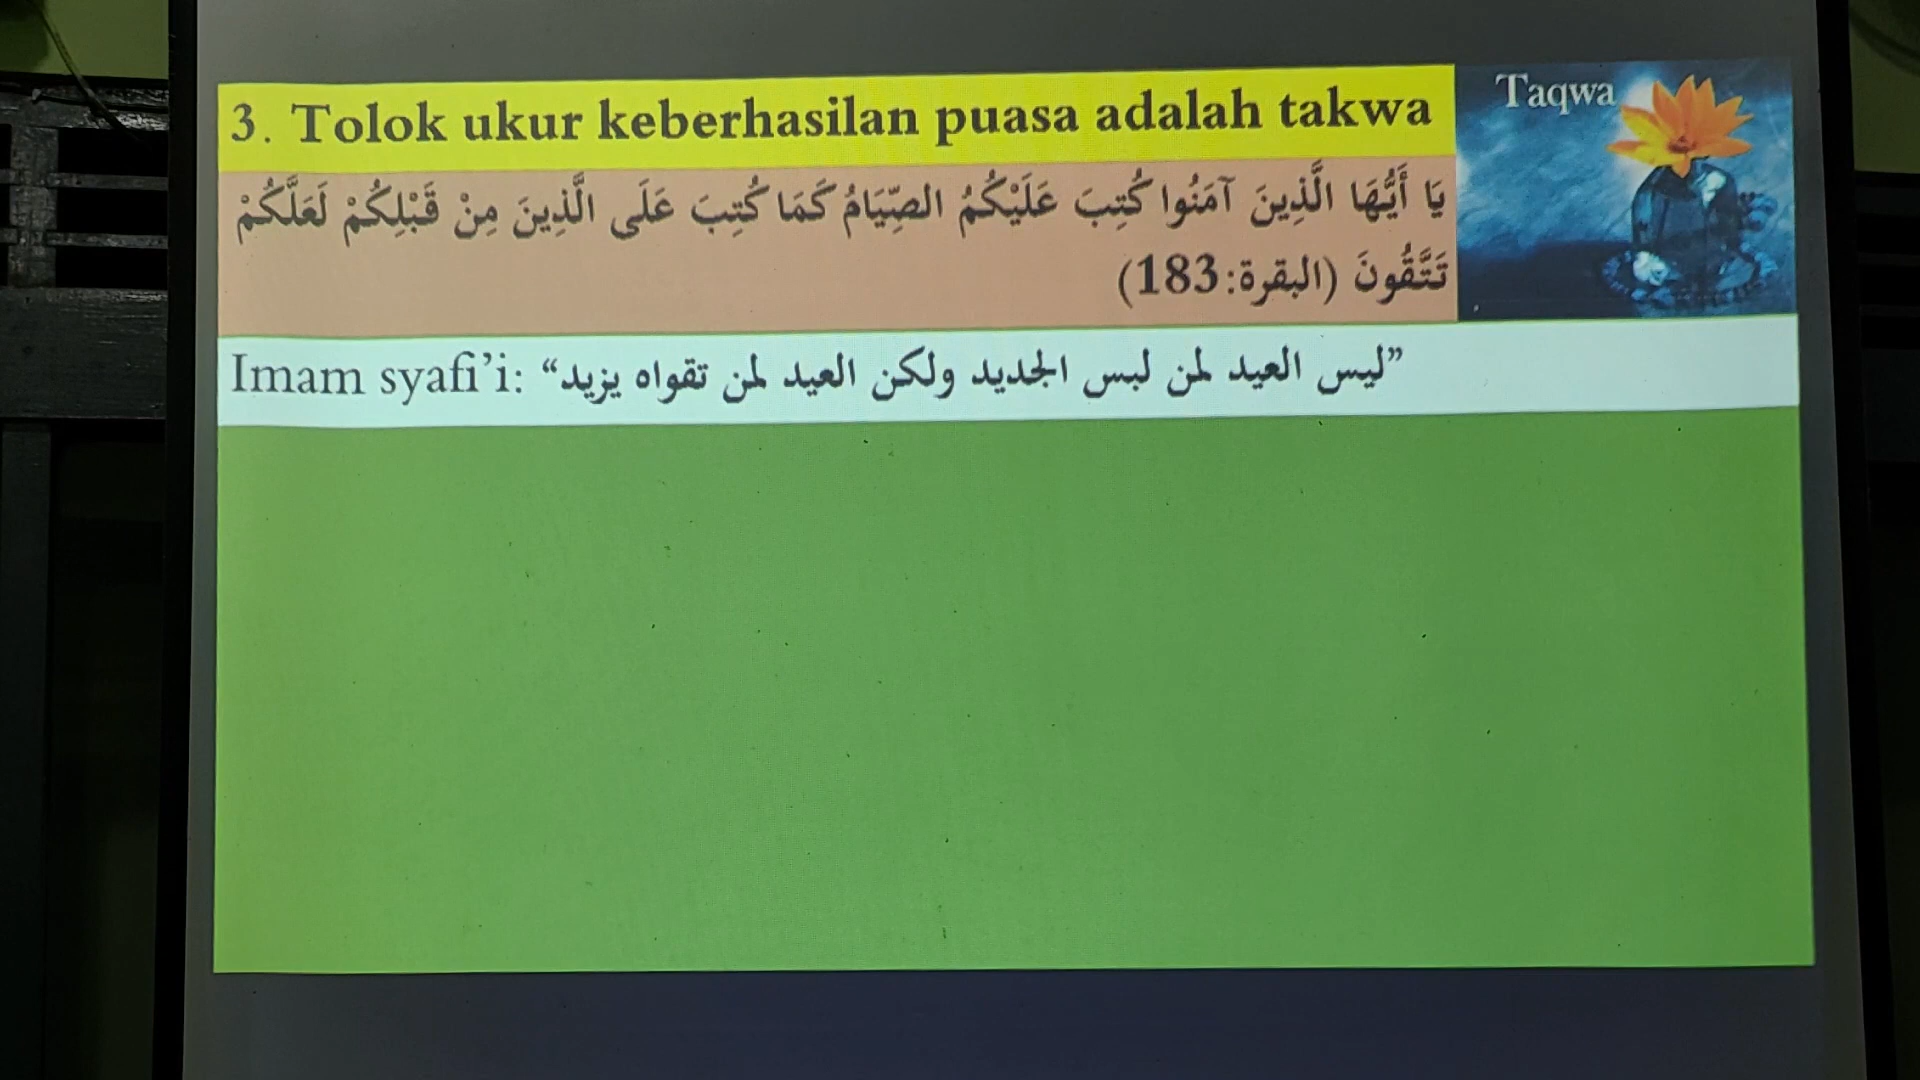 3. Tolok ukur keberhasilan puasa adalah takwa
Taqwa
يَا أَيُّهَا الَّذِينَ آمَنُوا كُتِبَ عَلَيْكُمُ الصِّيَامُ كَمَا كُتِبَ عَلَى الَّذِينَ مِنْ قَبْلِكُمْ لَعَلَّكُمْ
تَتَّقُونَ (البقرة:183)
Imam syafi’i: “ليس العيد لمن لبس الجديد ولكن العيد لمن تقواه يزيد”